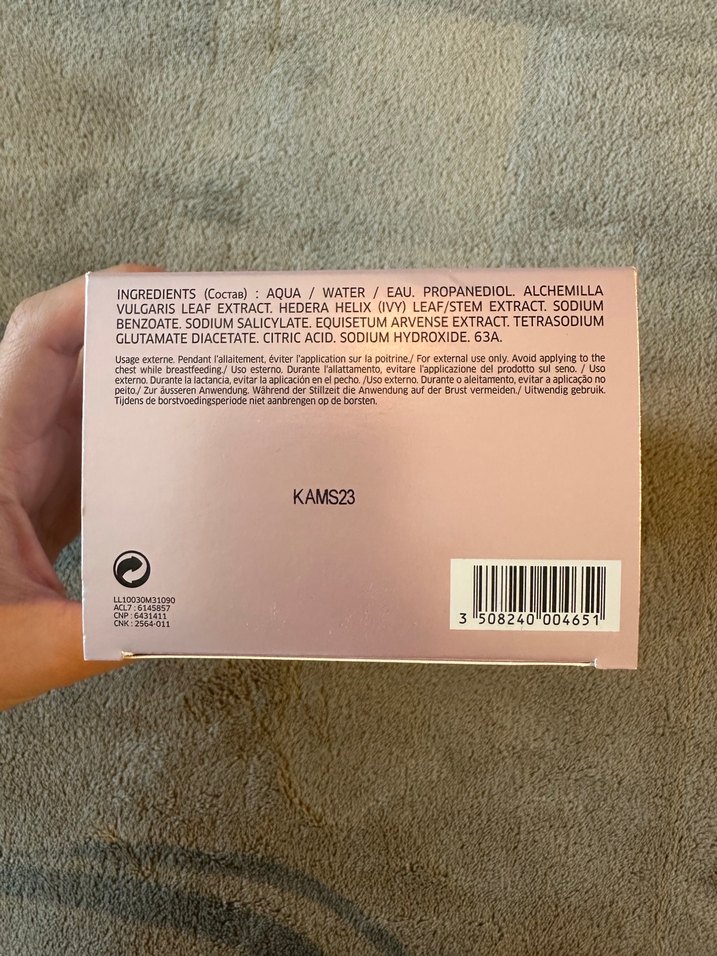 INGREDIENTS (Состав) : AQUA / WATER / EAU. PROPANEDIOL. ALCHEMILLA
VULGARIS LEAF EXTRACT. HEDERA HELIX (IVY) LEAF/STEM EXTRACT. SODIUM
BENZOATE. SODIUM SALICYLATE. EQUISETUM ARVENSE EXTRACT. TETRASODIUM
GLUTAMATE DIACETATE. CITRIC ACID. SODIUM HYDROXIDE. 63A.
Usage externe. Pendant l'allaitement, éviter l'application sur la poitrine./ For external use only. Avoid applying to the
chest while breastfeeding./ Uso esterno. Durante l'allattamento, evitare l'applicazione del prodotto sul seno. / Uso
externo. Durante la lactancia, evitar la aplicación en el pecho. /Uso externo. Durante o aleitamento, evitar a aplicação no
peito./ Zur äusseren Anwendung. Während der Stillzeit die Anwendung auf der Brust vermeiden./ Uitwendig gebruik.
Tijdens de borstvoedingsperiode niet aanbrengen op de borsten.
KAMS23
LL10030M31090
ACL7 : 6145857
CNP : 6431411
CNK : 2564-011
3 508240 004651